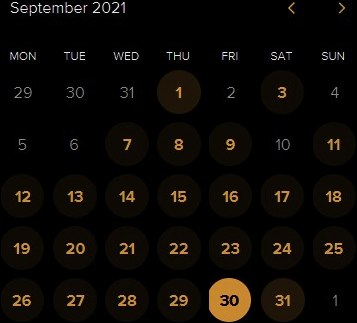 September 2021
MON TUE WED THU FRI SAT SUN
29 30 31 1 2 3 4
5 6 7 8 9 10 11
12 13 14 15 16 17 18
19 20 21 22 23 24 25
26 27 28 29 30 31 1